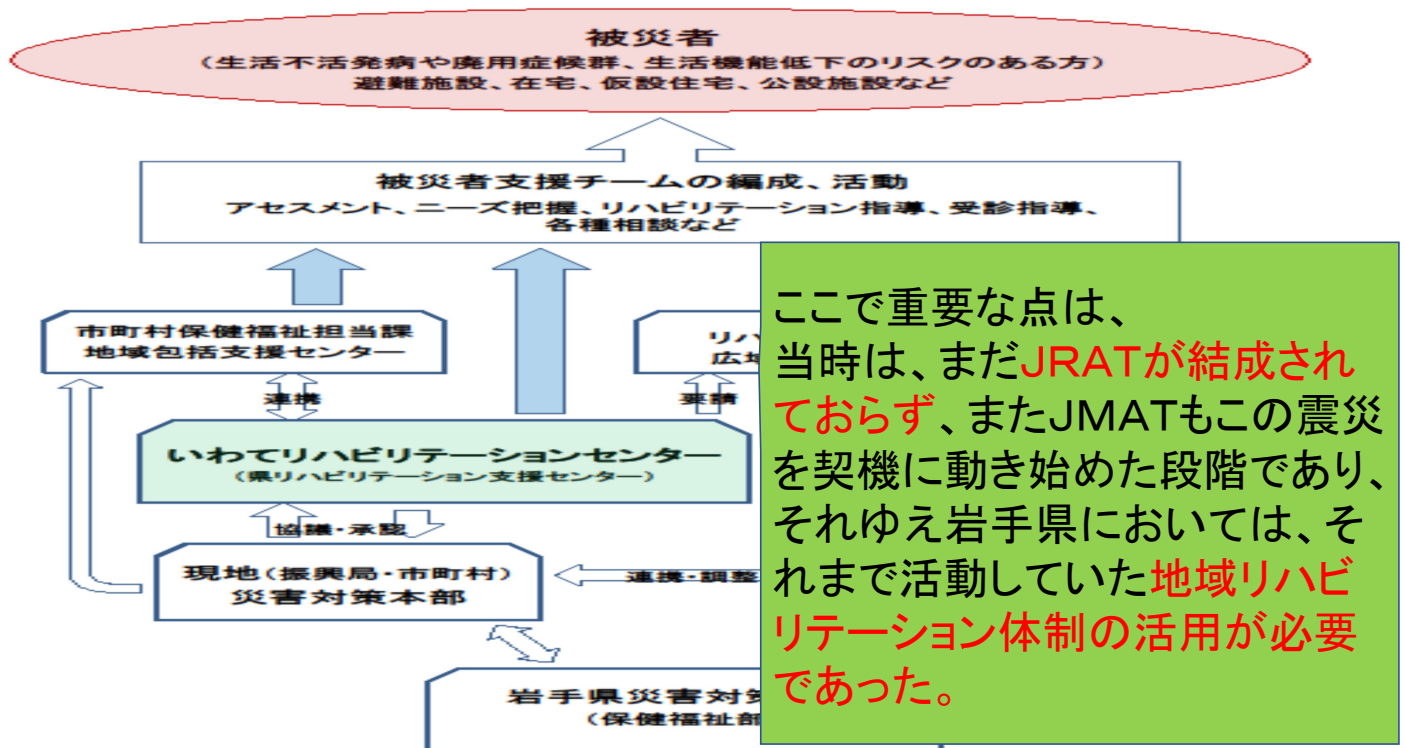 被災者
(生活不活発病や廃用症候群、生活機能低下のリスクのある方)
避難施設、在宅、仮設住宅、公設施設など
被災者支援チームの編成、活動
アセスメント、ニーズ把握、リハビリテーション指導、受診指導、
各種相談など
市町村保健福祉担当課
地域包括支援センター
リハ
広域
連携
要請
いわてリハビリテーションセンター
(県リハビリテーション支援センター)
協議・承認
現地(振興局・市町村)
災害対策本部
連携・調整
岩手県災害対策
(保健福祉部
ここで重要な点は、
当時は、まだJRATが結成され
ておらず、またJMATもこの震災
を契機に動き始めた段階であり、
それゆえ岩手県においては、そ
れまで活動していた地域リハビ
リテーション体制の活用が必要
であった。